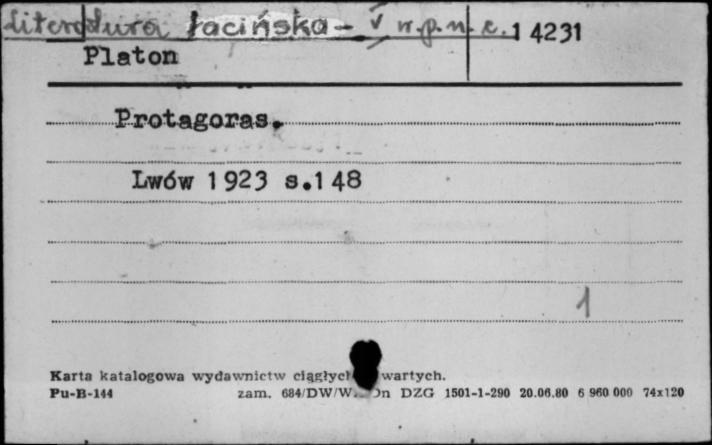 Literatura łacińska - V w.p.n.e. 1 4231
Platon
Protagoras.
Lwów 1923 s.148
1
Karta katalogowa wydawnictw ciągłych wartych.
Pu-B-144 zam. 684/DW/W. On DZG 1501-1-290 20.06.80 6 960 000 74x120